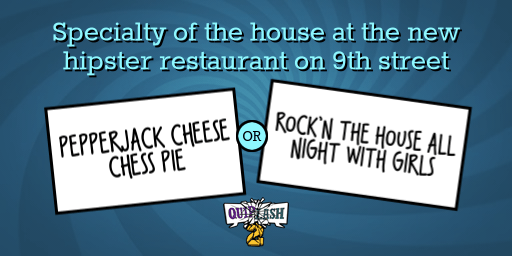 Specialty of the house at the new
hipster restaurant on 9th street
PEPPERJACK CHEESE
CHESS PIE
OR
ROCK'N THE HOUSE ALL
NIGHT WITH GIRLS
QUIPLASH
2